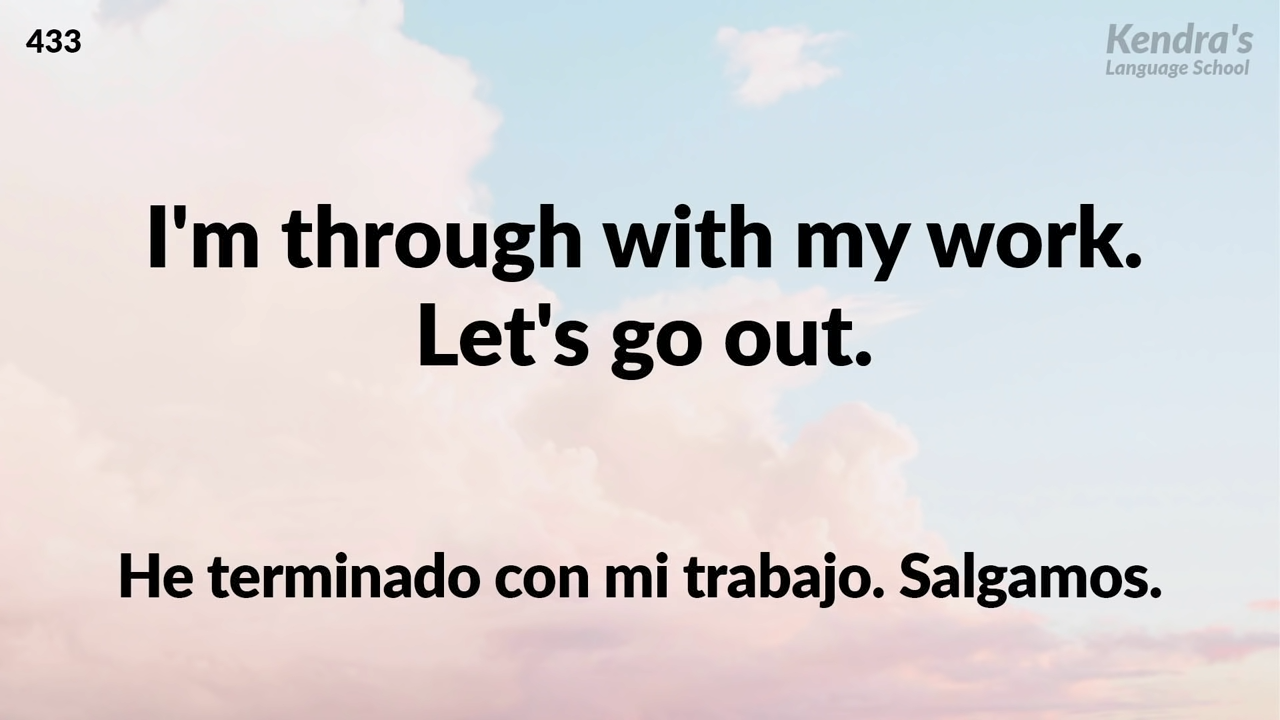 433
Kendra's
Language School
I'm through with my work.
Let's go out.
He terminado con mi trabajo. Salgamos.